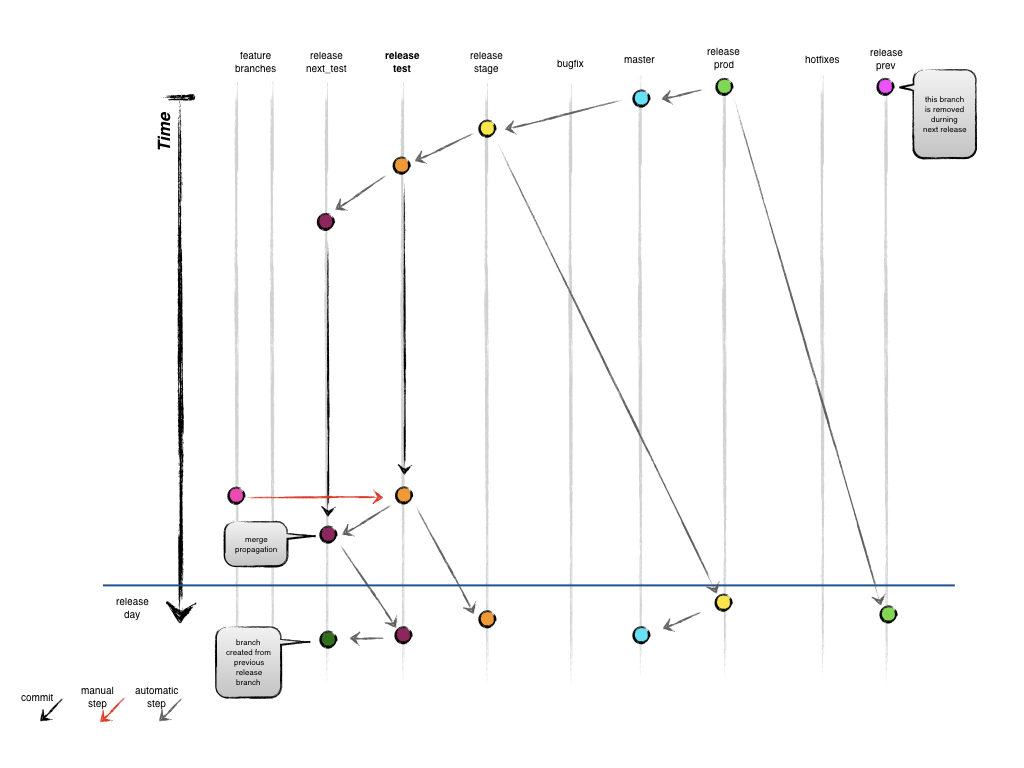 feature
branches
release
next_test
release
test
release
stage
bugfix
master
release
prod
hotfixes
release
prev
this branch
is removed
durning
next release
Time
merge
propagation
release
day
branch
created from
previous
release
branch
commit
manual
step
automatic
step